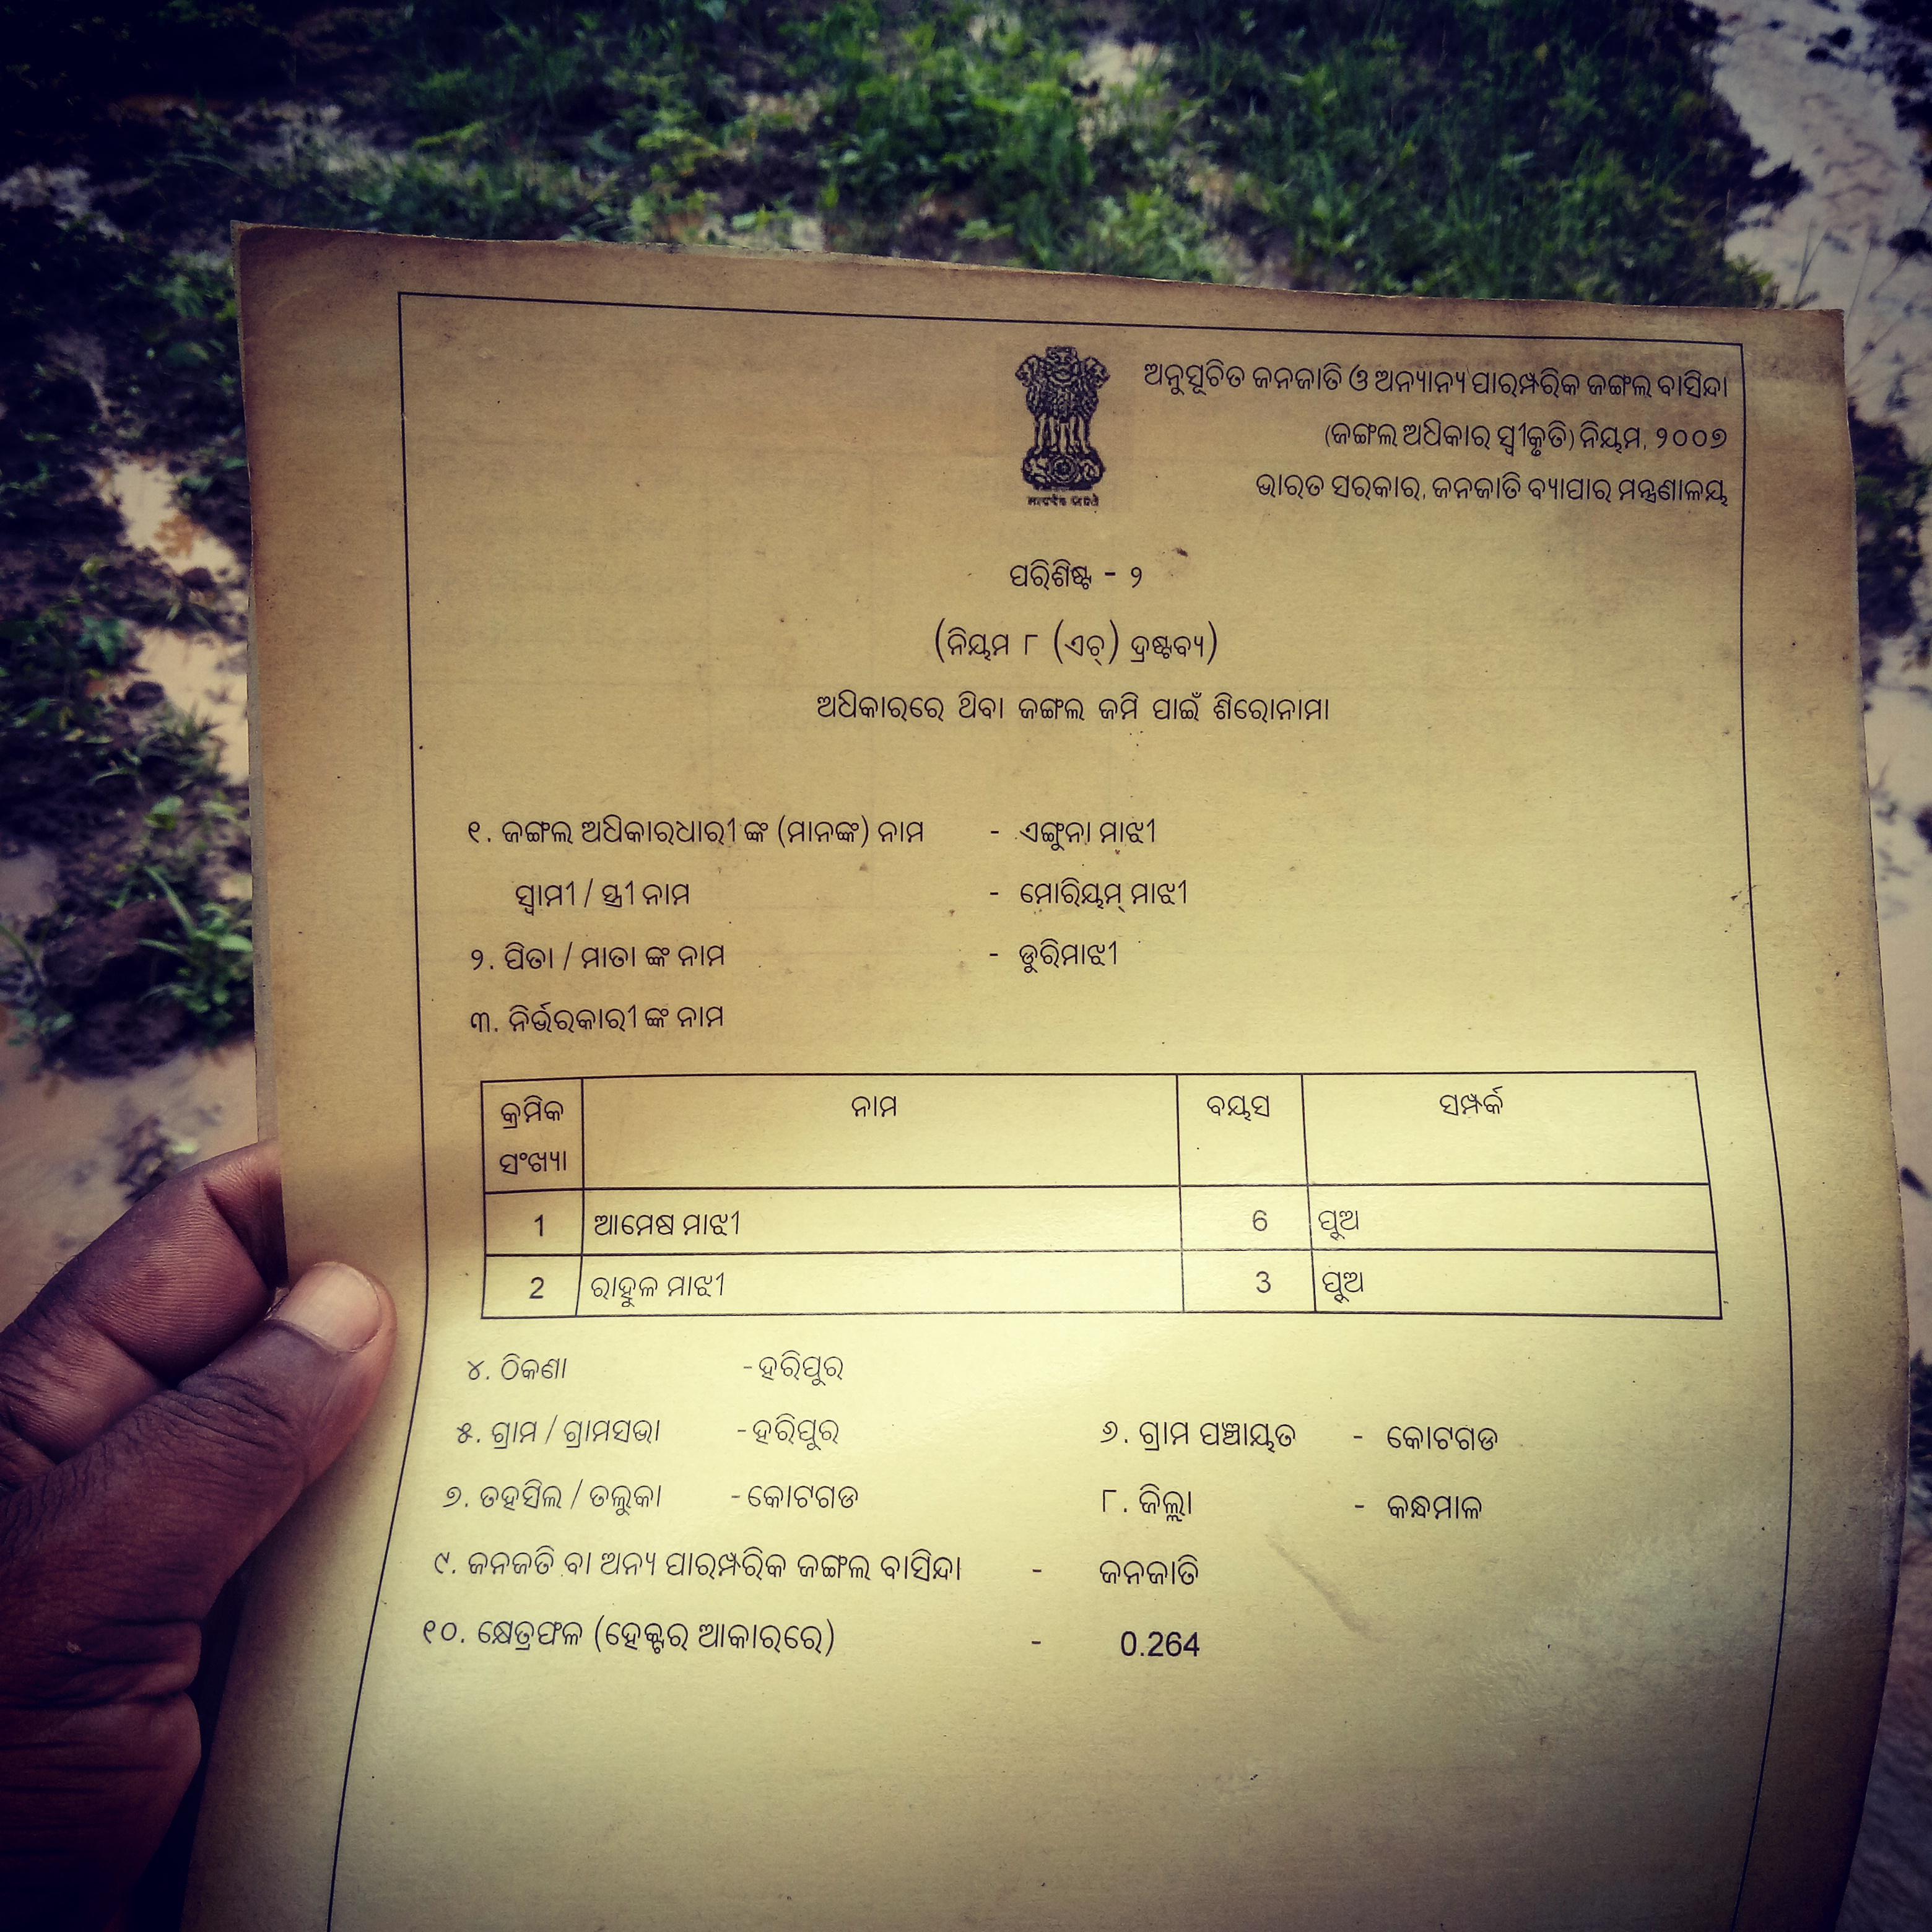 ଅନୁସୂଚିତ ଜନଜାତି ଓ ଅନ୍ୟାନ୍ୟ ପାରମ୍ପରିକ ଜଙ୍ଗଲ ବାସିନ୍ଦା
(ଜଙ୍ଗଲ ଅଧିକାର ସ୍ୱୀକୃତି) ନିୟମ, ୨୦୦୭
ଭାରତ ସରକାର, ଜନଜାତି ବ୍ୟାପାର ମନ୍ତ୍ରଣାଳୟ
ପରିଶିଷ୍ଟ - ୨
(ନିୟମ ୮ (ଏଚ୍) ଦ୍ରଷ୍ଟବ୍ୟ)
ଅଧିକାରରେ ଥିବା ଜଙ୍ଗଲ ଜମି ପାଇଁ ଶିରୋନାମା
୧. ଜଙ୍ଗଲ ଅଧିକାରଧାରୀ ଙ୍କ (ମାନଙ୍କ) ନାମ - ଏଙ୍ଗୁନା ମାଝୀ
ସ୍ୱାମୀ / ସ୍ତ୍ରୀ ନାମ - ମୋରିୟମ୍ ମାଝୀ
୨. ପିତା / ମାତା ଙ୍କ ନାମ - ଡୁରିମାଝୀ
୩. ନିର୍ଭରକାରୀ ଙ୍କ ନାମ
କ୍ରମିକ ସଂଖ୍ୟା ନାମ ବୟସ ସମ୍ପର୍କ
1 ଆମେଷ ମାଝୀ 6 ପୁଅ
2 ରାହୁଳ ମାଝୀ 3 ପୁଅ
୪. ଠିକଣା - ହରିପୁର
୫. ଗ୍ରାମ / ଗ୍ରାମସଭା - ହରିପୁର ୬. ଗ୍ରାମ ପଞ୍ଚାୟତ - କୋଟଗଡ
୭. ତହସିଲ / ତଲୁକା - କୋଟଗଡ ୮. ଜିଲ୍ଲା - କନ୍ଧମାଳ
୯. ଜନଜତି ବା ଅନ୍ୟ ପାରମ୍ପରିକ ଜଙ୍ଗଲ ବାସିନ୍ଦା - ଜନଜାତି
୧୦. କ୍ଷେତ୍ରଫଳ (ହେକ୍ଟର ଆକାରରେ) - 0.264